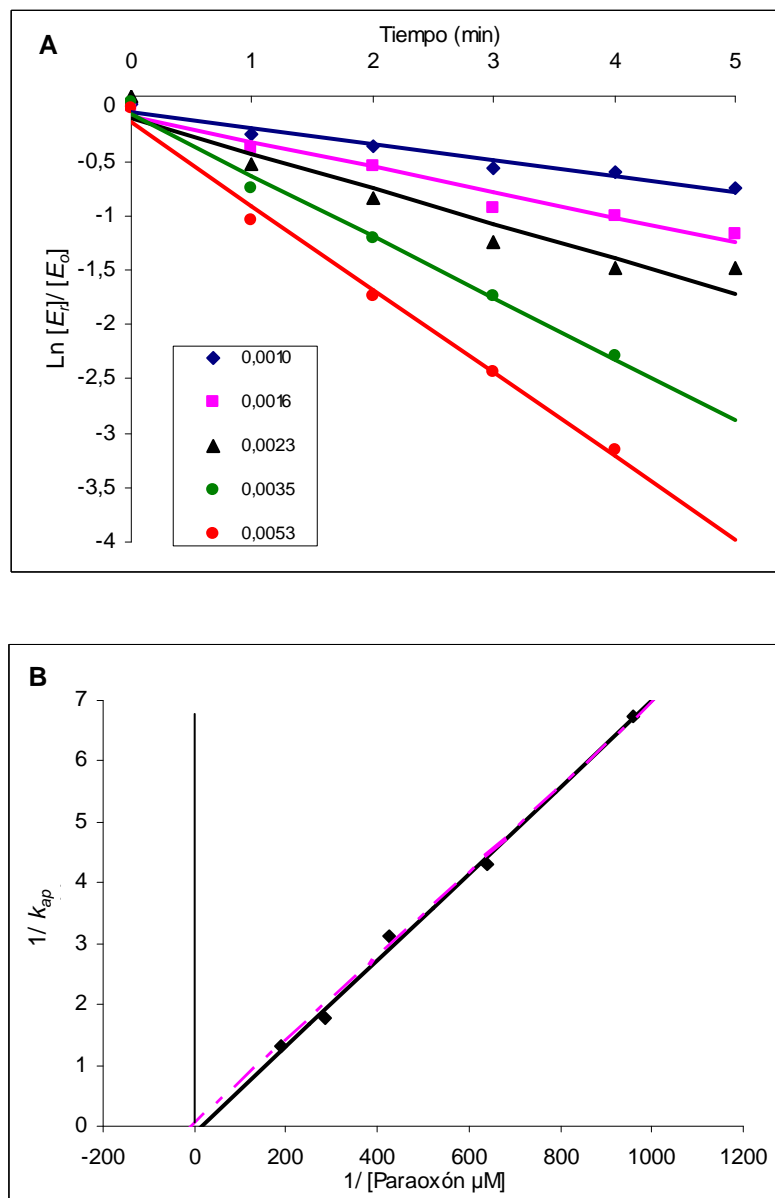 A
Tiempo (min)
0 1 2 3 4 5
0
-0,5
-1
-1,5
-2
-2,5
-3
-3,5
-4
Ln [Er]/ [Eo]
0,0010
0,0016
0,0023
0,0035
0,0053
B
7
6
5
4
3
2
1
0
1/ kap
-200 0 200 400 600 800 1000 1200
1/ [Paraoxón µM]